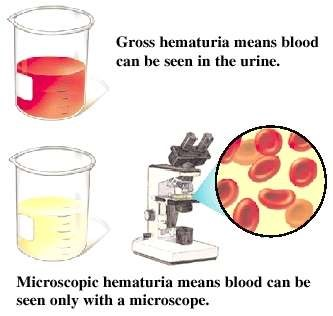 Gross hematuria means blood
can be seen in the urine.
Microscopic hematuria means blood can be
seen only with a microscope.